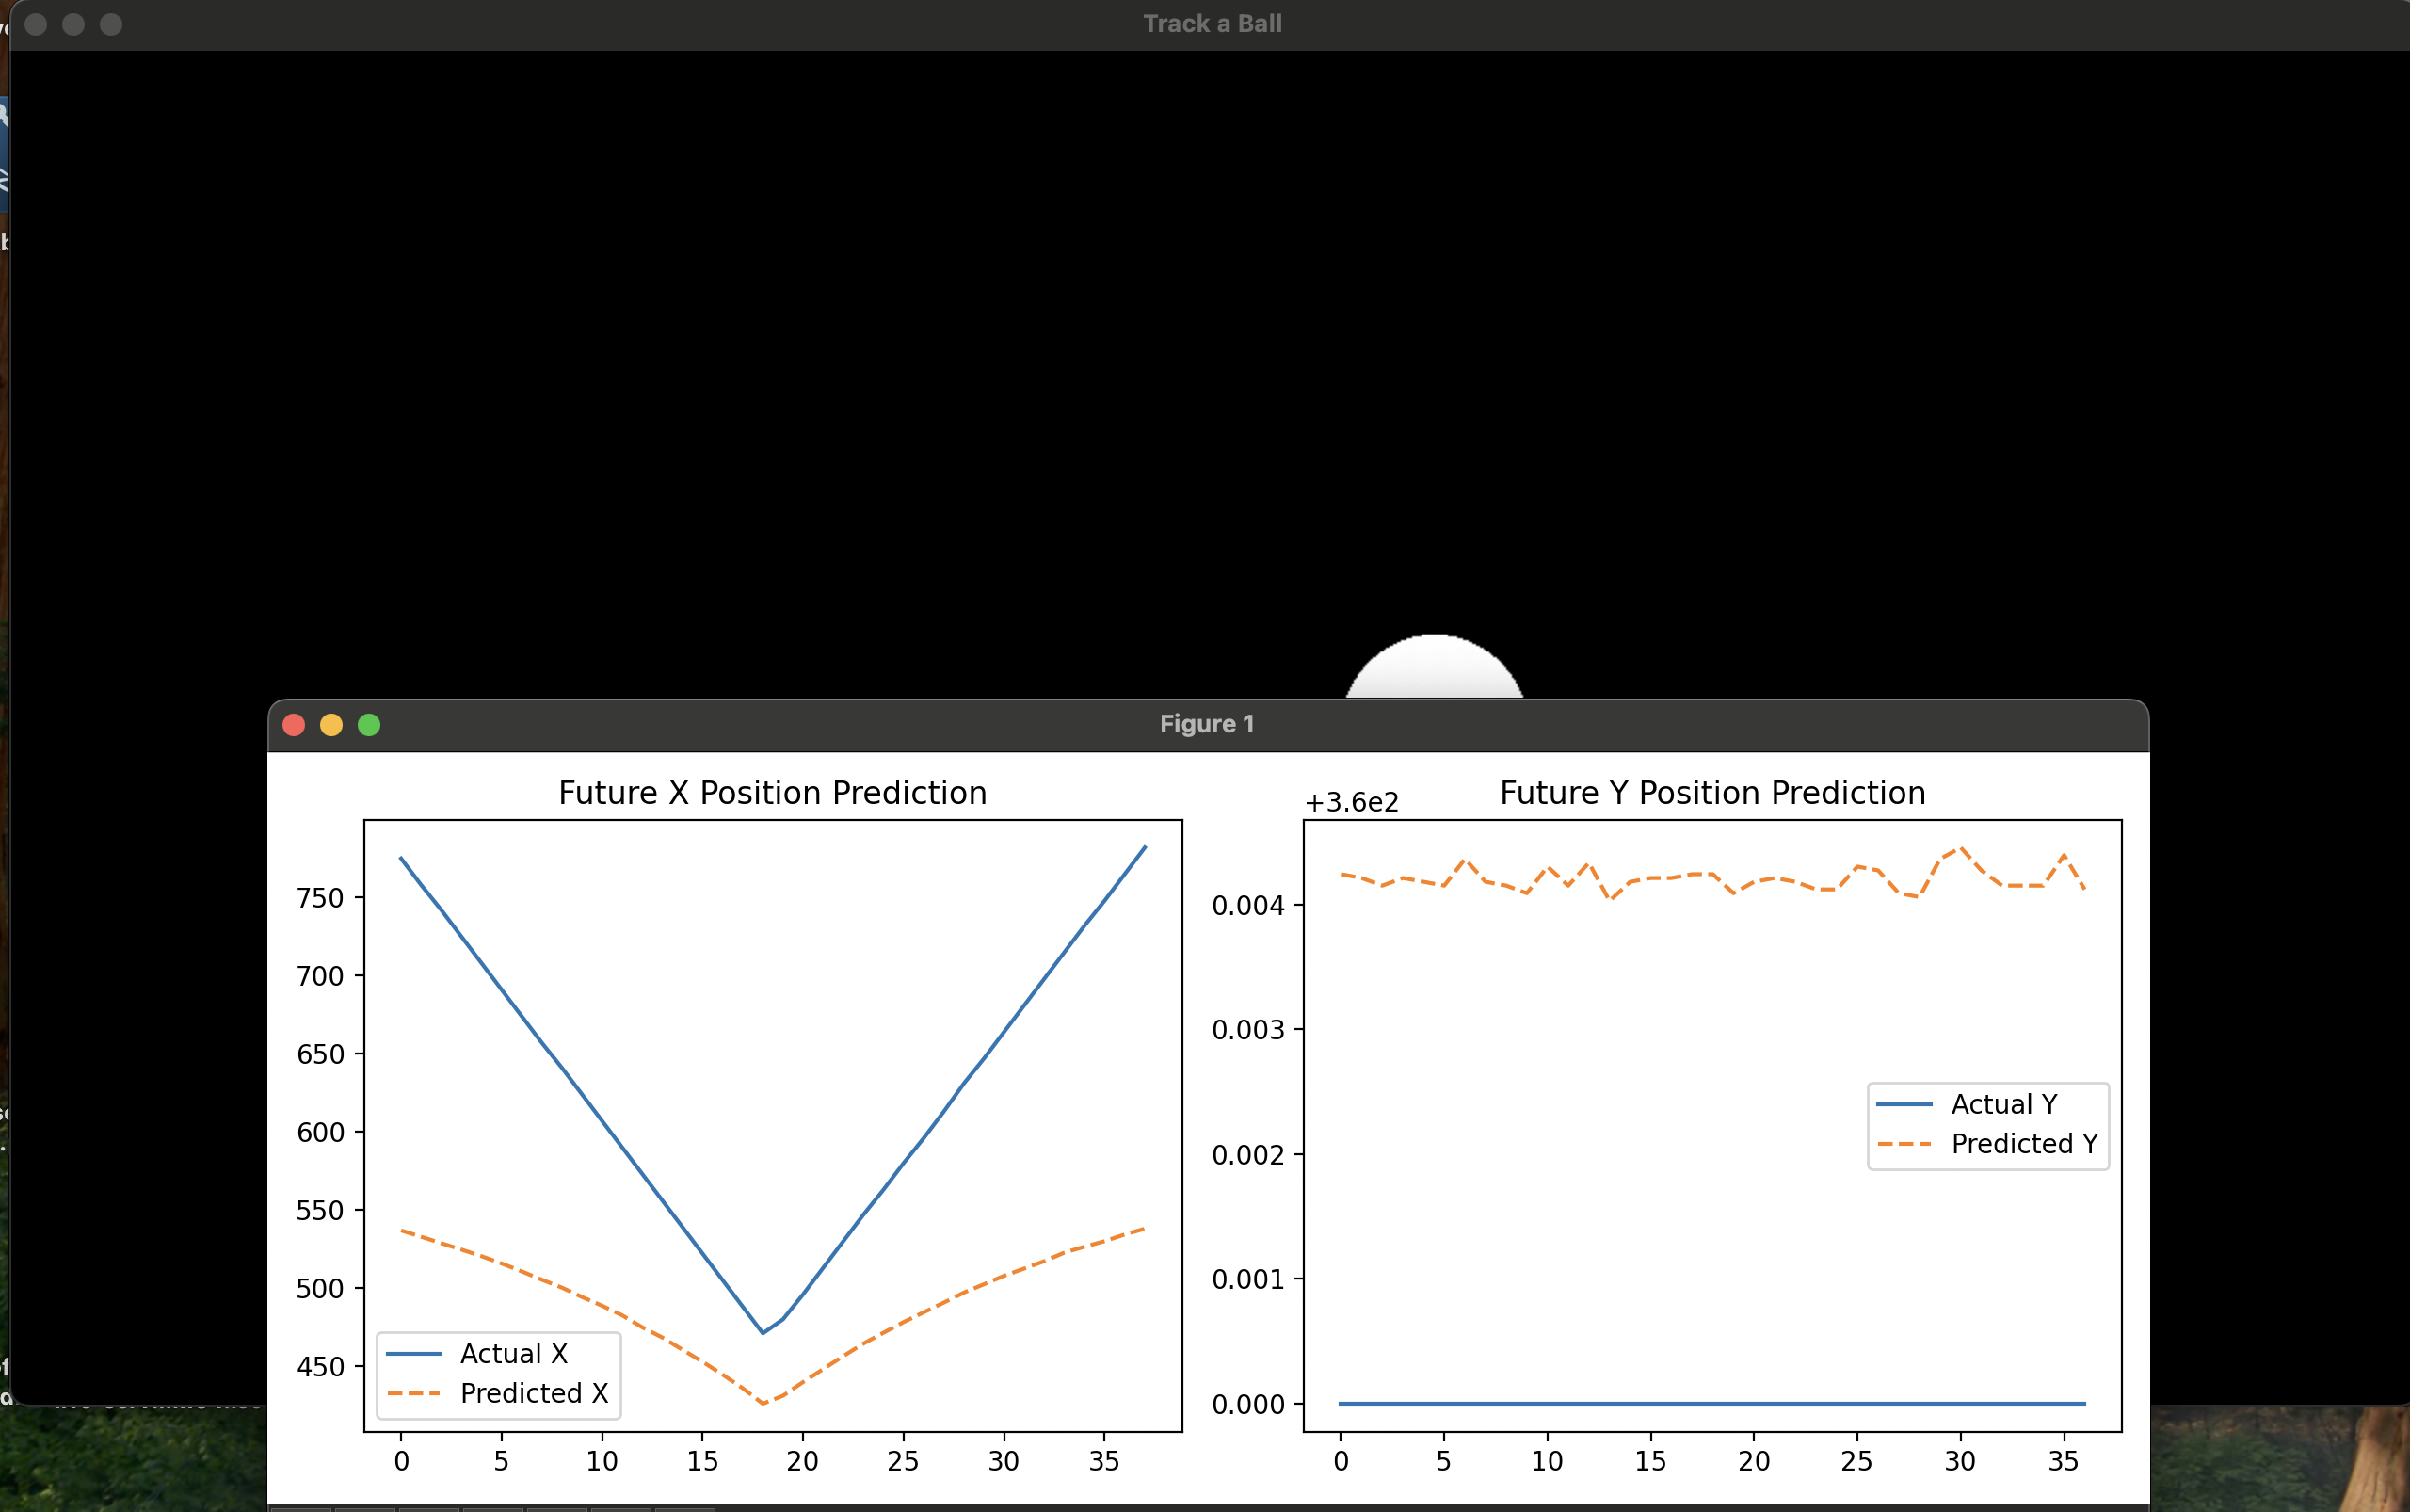 Track a Ball
Figure 1
Future X Position Prediction
750
700
650
600
550
500
450
Actual X
Predicted X
0 5 10 15 20 25 30 35
Future Y Position Prediction
+3.6e2
0.004
0.003
0.002
0.001
0.000
Actual Y
Predicted Y
0 5 10 15 20 25 30 35